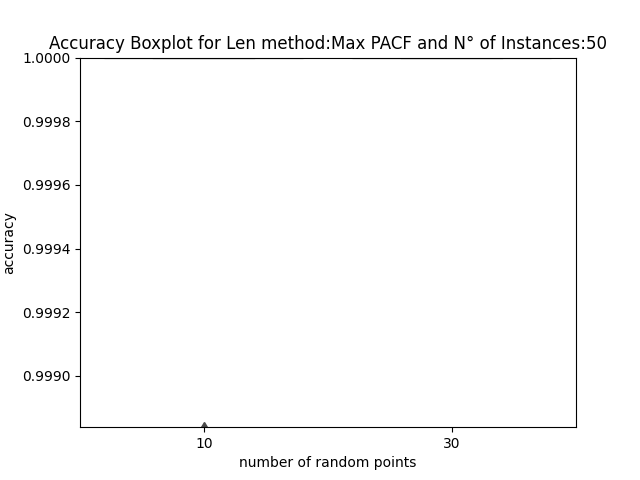 Accuracy Boxplot for Len method:Max PACF and N° of Instances:50
1.0000
0.9998
0.9996
0.9994
0.9992
0.9990
accuracy
10
30
number of random points